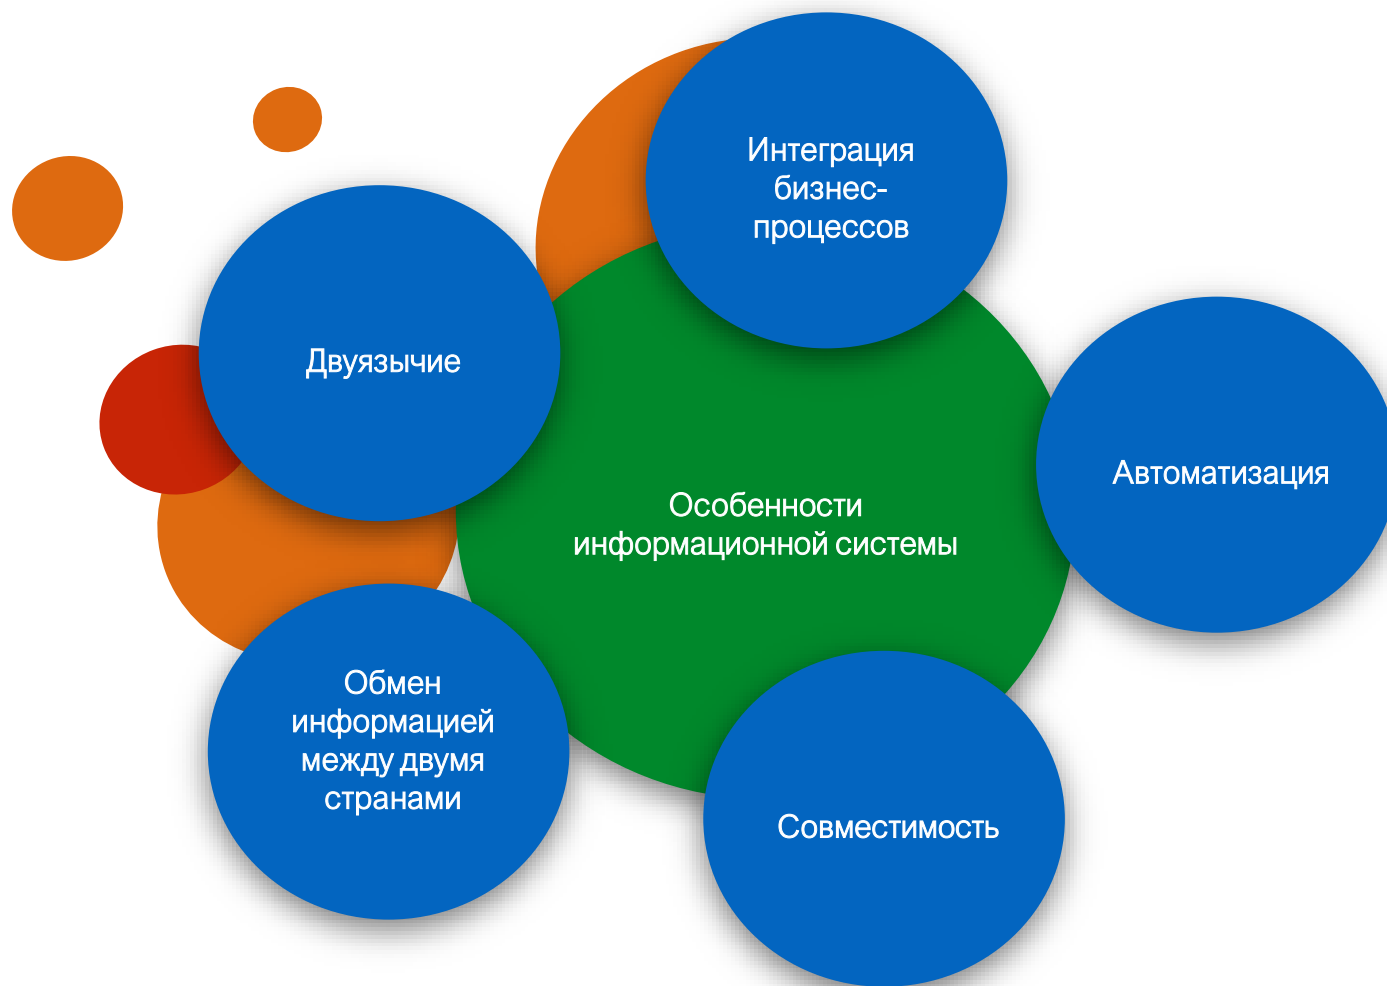 Интеграция
бизнес-
процессов
Двуязычие
Автоматизация
Особенности
информационной системы
Обмен
информацией
между двумя
странами
Совместимость